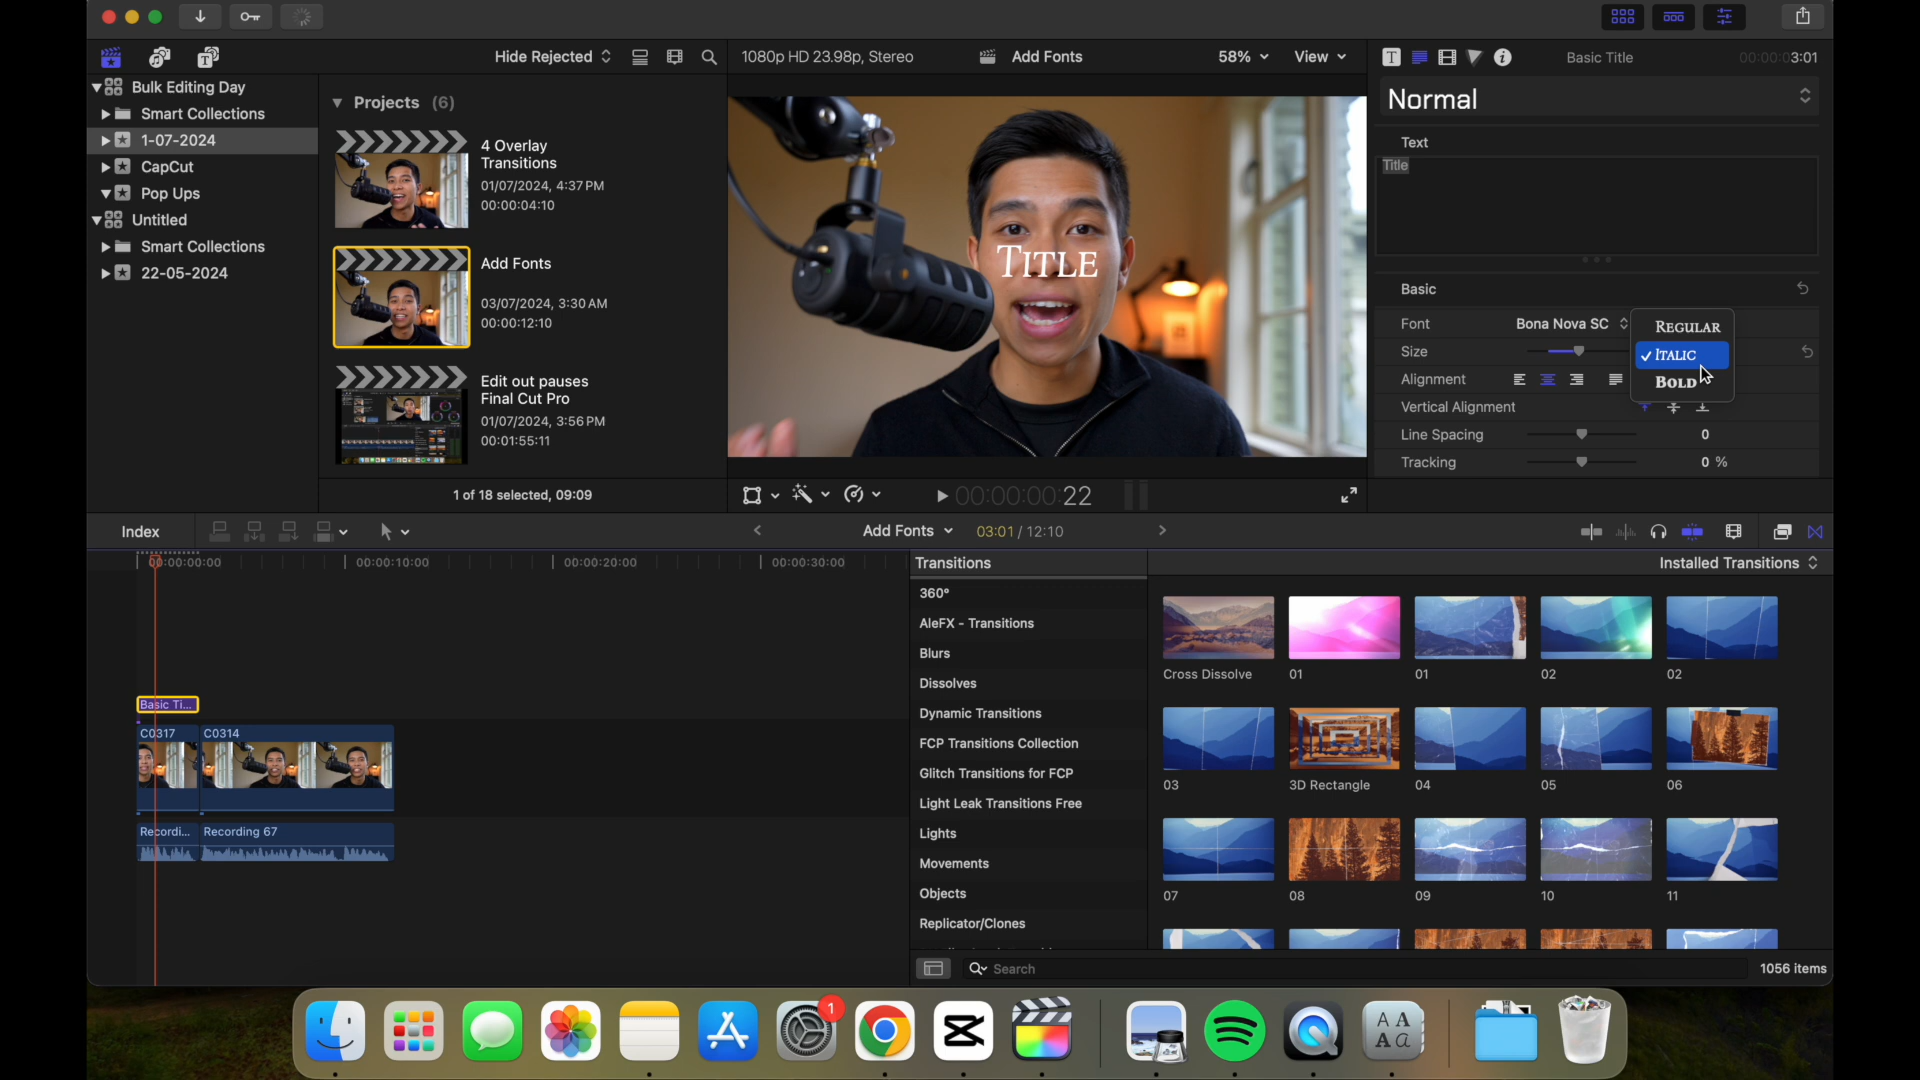 Hide Rejected
1080p HD 23.98p, Stereo
Add Fonts
58%
View
T
Basic Title
00:00:03:01
Bulk Editing Day
Smart Collections
1-07-2024
CapCut
Pop Ups
Untitled
Smart Collections
22-05-2024
Projects (6)
4 Overlay
Transitions
01/07/2024, 4:37 PM
00:00:04:10
Add Fonts
03/07/2024, 3:30 AM
00:00:12:10
Edit out pauses
Final Cut Pro
01/07/2024, 3:56 PM
00:01:55:11
1 of 18 selected, 09:09
TITLE
00:00:00:22
Normal
Text
Title
Basic
Font Bona Nova SC
REGULAR
ITALIC
BOLD
Size
Alignment
Vertical Alignment
Line Spacing 0
Tracking 0 %
Index
Add Fonts
03:01 / 12:10
00:00:00:00
00:00:10:00
00:00:20:00
00:00:30:00
Basic Ti...
C0317
C0314
Recordi...
Recording 67
Transitions
Installed Transitions
360°
AleFX - Transitions
Blurs
Dissolves
Dynamic Transitions
FCP Transitions Collection
Glitch Transitions for FCP
Light Leak Transitions Free
Lights
Movements
Objects
Replicator/Clones
Cross Dissolve
01
01
02
02
03
3D Rectangle
04
05
06
07
08
09
10
11
Search
1056 items
1
A A
A a